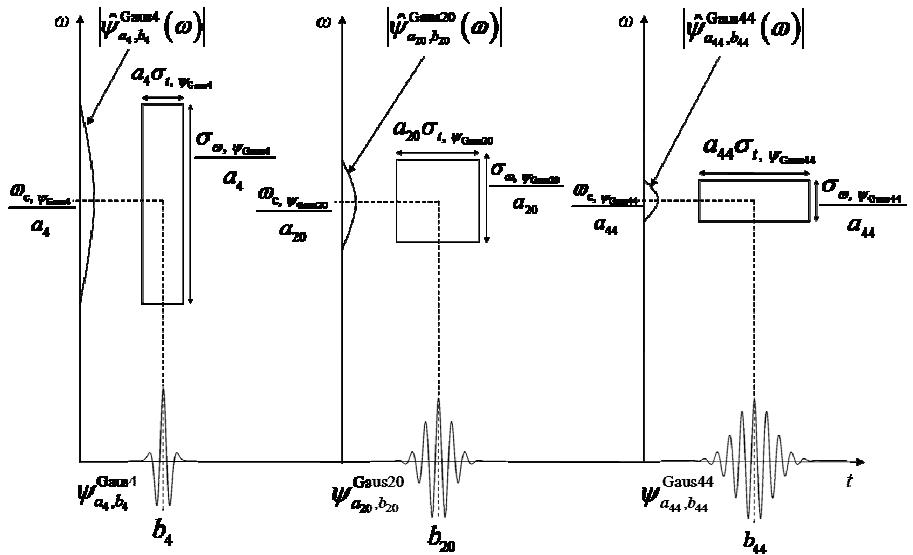 ω |ψ̂^Gaus4_{a₄,b₄}(ω)|
a₄σ_{t, ψGaus4}
σ_{ω, ψGaus4}
a₄
ω_{c, ψGaus4}
a₄
ψ^Gaus4_{a₄,b₄}
b₄
ω |ψ̂^Gaus20_{a₂₀,b₂₀}(ω)|
a₂₀σ_{t, ψGaus20}
σ_{ω, ψGaus20}
a₂₀
ω_{c, ψGaus20}
a₂₀
ψ^Gaus20_{a₂₀,b₂₀}
b₂₀
ω |ψ̂^Gaus44_{a₄₄,b₄₄}(ω)|
a₄₄σ_{t, ψGaus44}
σ_{ω, ψGaus44}
a₄₄
ω_{c, ψGaus44}
a₄₄
ψ^Gaus44_{a₄₄,b₄₄}
b₄₄
t